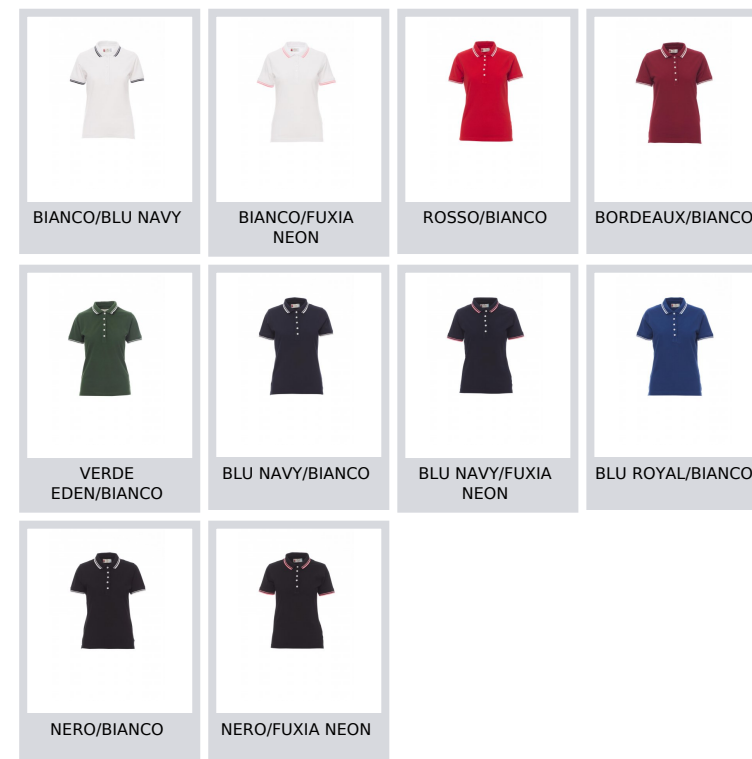 BIANCO/BLU NAVY
BIANCO/FUXIA
NEON
ROSSO/BIANCO
BORDEAUX/BIANCO
VERDE
EDEN/BIANCO
BLU NAVY/BIANCO
BLU NAVY/FUXIA
NEON
BLU ROYAL/BIANCO
NERO/BIANCO
NERO/FUXIA NEON